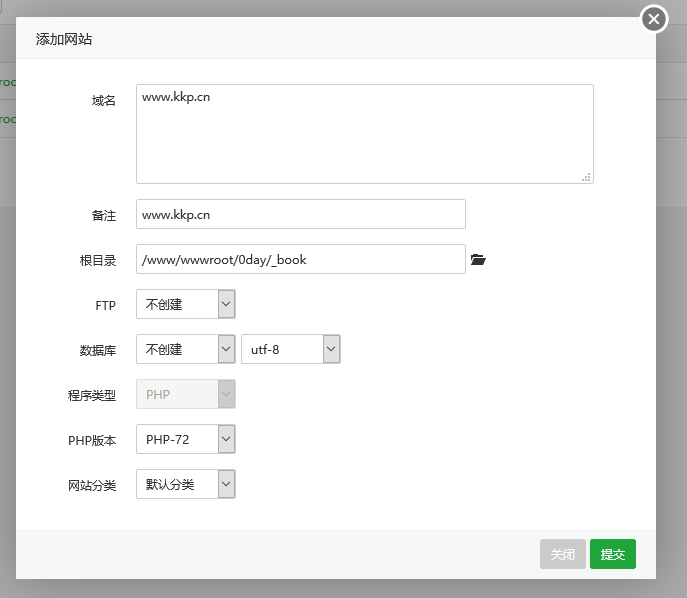 添加网站
roo
roo
域名
www.kkp.cn
备注
www.kkp.cn
根目录
/www/wwwroot/0day/_book
FTP
不创建
数据库
不创建
utf-8
程序类型
PHP
PHP版本
PHP-72
网站分类
默认分类
关闭
提交